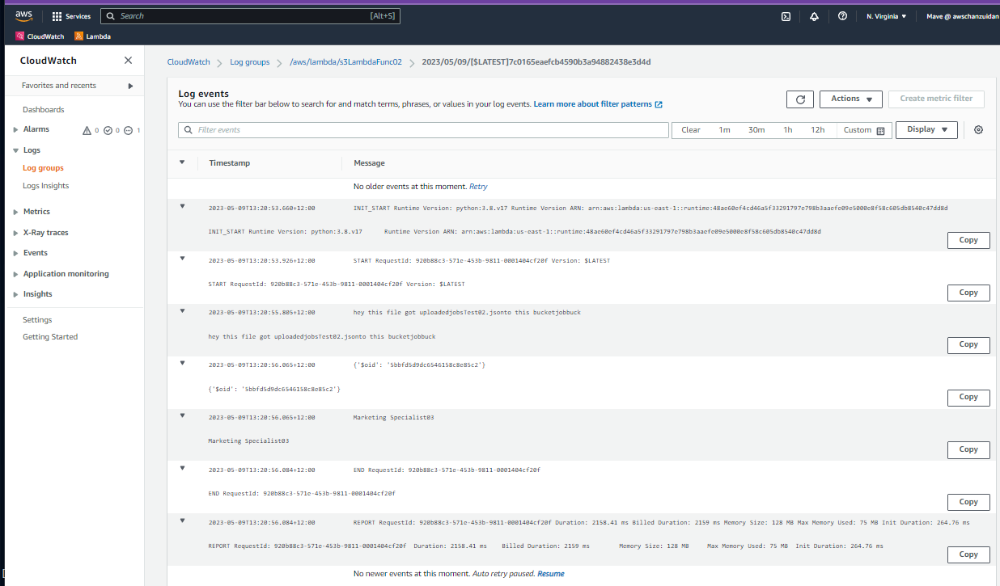 aws
Services
Search
[Alt+S]
N. Virginia
Mave @ awschanzuidan
CloudWatch
Lambda
CloudWatch
Favorites and recents
Dashboards
Alarms
0
0
1
Logs
Log groups
Logs Insights
Metrics
X-Ray traces
Events
Application monitoring
Insights
Settings
Getting Started
CloudWatch
Log groups
/aws/lambda/s3LambdaFunc02
2023/05/09/[$LATEST]7c0165eaefcb4590b3a94882438e3d4d
Log events
You can use the filter bar below to search for and match terms, phrases, or values in your log events. Learn more about filter patterns
Actions
Create metric filter
Filter events
Clear
1m
30m
1h
12h
Custom
Display
Timestamp
Message
No older events at this moment. Retry
2023-05-09T13:20:53.660+12:00
INIT_START Runtime Version: python:3.8.v17 Runtime Version ARN: arn:aws:lambda:us-east-1::runtime:48ae60ef4cd46a5f33291797e798b3aaefe09e5000e8f58c605db8540c47dd8d
INIT_START Runtime Version: python:3.8.v17 Runtime Version ARN: arn:aws:lambda:us-east-1::runtime:48ae60ef4cd46a5f33291797e798b3aaefe09e5000e8f58c605db8540c47dd8d
Copy
2023-05-09T13:20:53.926+12:00
START RequestId: 920b88c3-571e-453b-9811-0001404cf20f Version: $LATEST
START RequestId: 920b88c3-571e-453b-9811-0001404cf20f Version: $LATEST
Copy
2023-05-09T13:20:55.805+12:00
hey this file got uploadedjobsTest02.jsonto this bucketjobbuck
hey this file got uploadedjobsTest02.jsonto this bucketjobbuck
Copy
2023-05-09T13:20:56.065+12:00
{'$oid': '5bbfd5d9dc6546158c8e85c2'}
{'$oid': '5bbfd5d9dc6546158c8e85c2'}
Copy
2023-05-09T13:20:56.065+12:00
Marketing Specialist03
Marketing Specialist03
Copy
2023-05-09T13:20:56.084+12:00
END RequestId: 920b88c3-571e-453b-9811-0001404cf20f
END RequestId: 920b88c3-571e-453b-9811-0001404cf20f
Copy
2023-05-09T13:20:56.084+12:00
REPORT RequestId: 920b88c3-571e-453b-9811-0001404cf20f Duration: 2158.41 ms Billed Duration: 2159 ms Memory Size: 128 MB Max Memory Used: 75 MB Init Duration: 264.76 ms
REPORT RequestId: 920b88c3-571e-453b-9811-0001404cf20f Duration: 2158.41 ms Billed Duration: 2159 ms Memory Size: 128 MB Max Memory Used: 75 MB Init Duration: 264.76 ms
Copy
No newer events at this moment. Auto retry paused. Resume